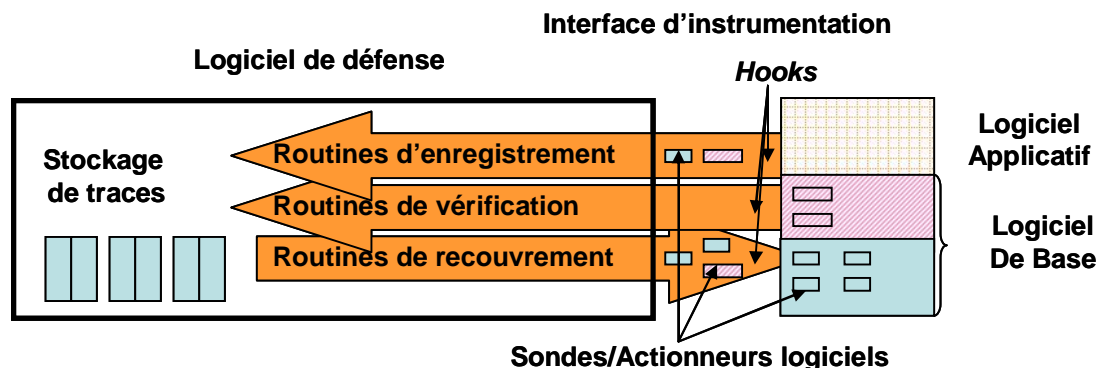 Interface d'instrumentation
Logiciel de défense
Hooks
Stockage
de traces
Routines d'enregistrement
Routines de vérification
Routines de recouvrement
Logiciel
Applicatif
Logiciel
De Base
Sondes/Actionneurs logiciels